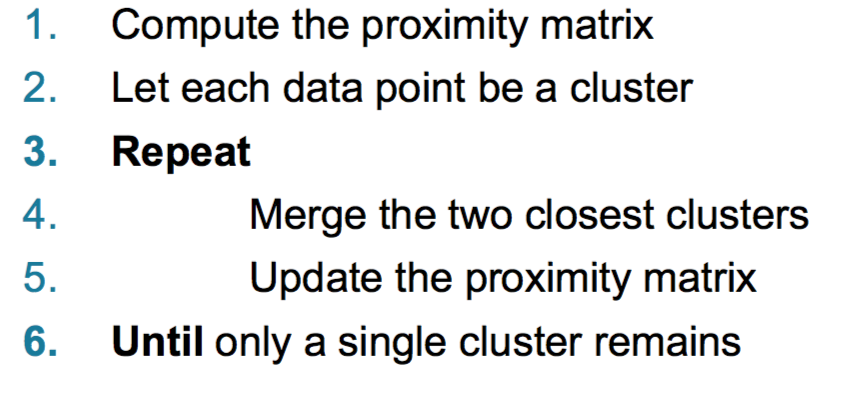 1. Compute the proximity matrix
2. Let each data point be a cluster
3. Repeat
4. Merge the two closest clusters
5. Update the proximity matrix
6. Until only a single cluster remains